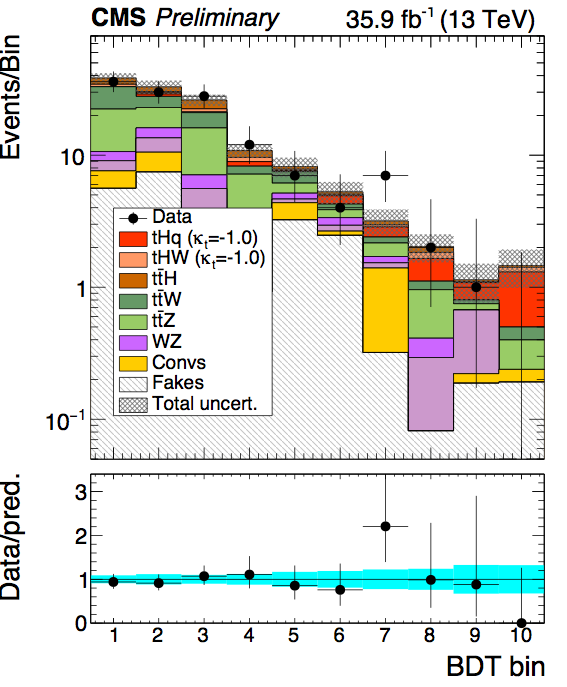 CMS Preliminary 35.9 fb⁻¹ (13 TeV)
Events/Bin
10
1
10⁻¹
Data
tHq (κₜ=-1.0)
tHW (κₜ=-1.0)
tt̄H
tt̄W
tt̄Z
WZ
Convs
Fakes
Total uncert.
Data/pred.
3
2
1
0
1 2 3 4 5 6 7 8 9 10
BDT bin